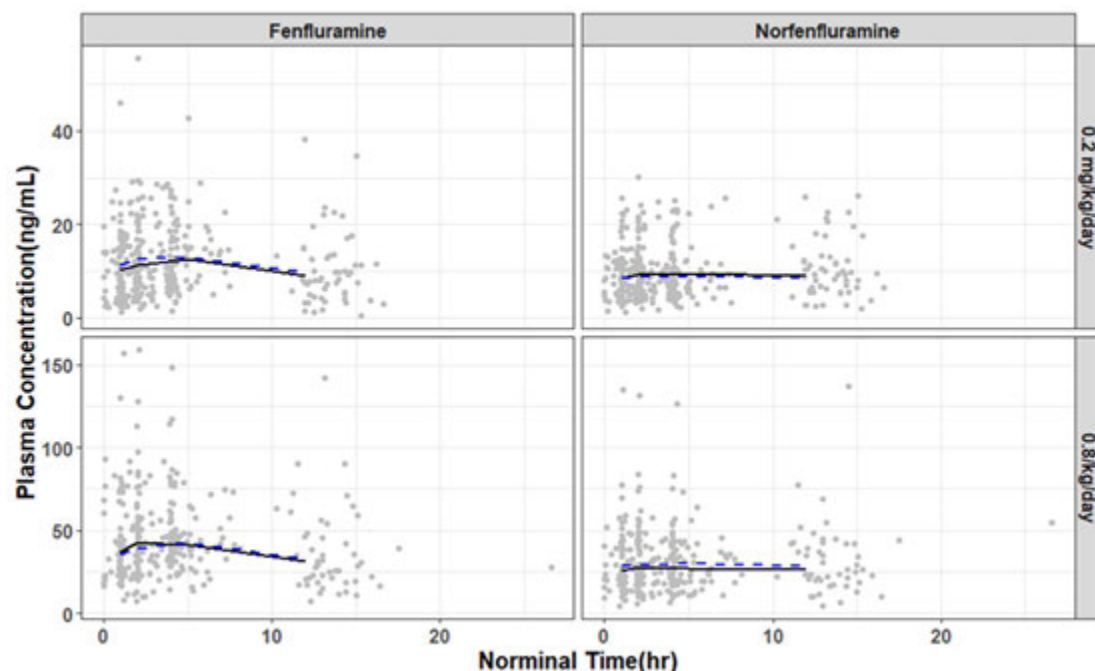 Fenfluramine
Norfenfluramine
40
20
0
0.2 mg/kg/day
150
100
50
0
0.8/kg/day
0
10
20
0
10
20
Plasma Concentration(ng/mL)
Norminal Time(hr)